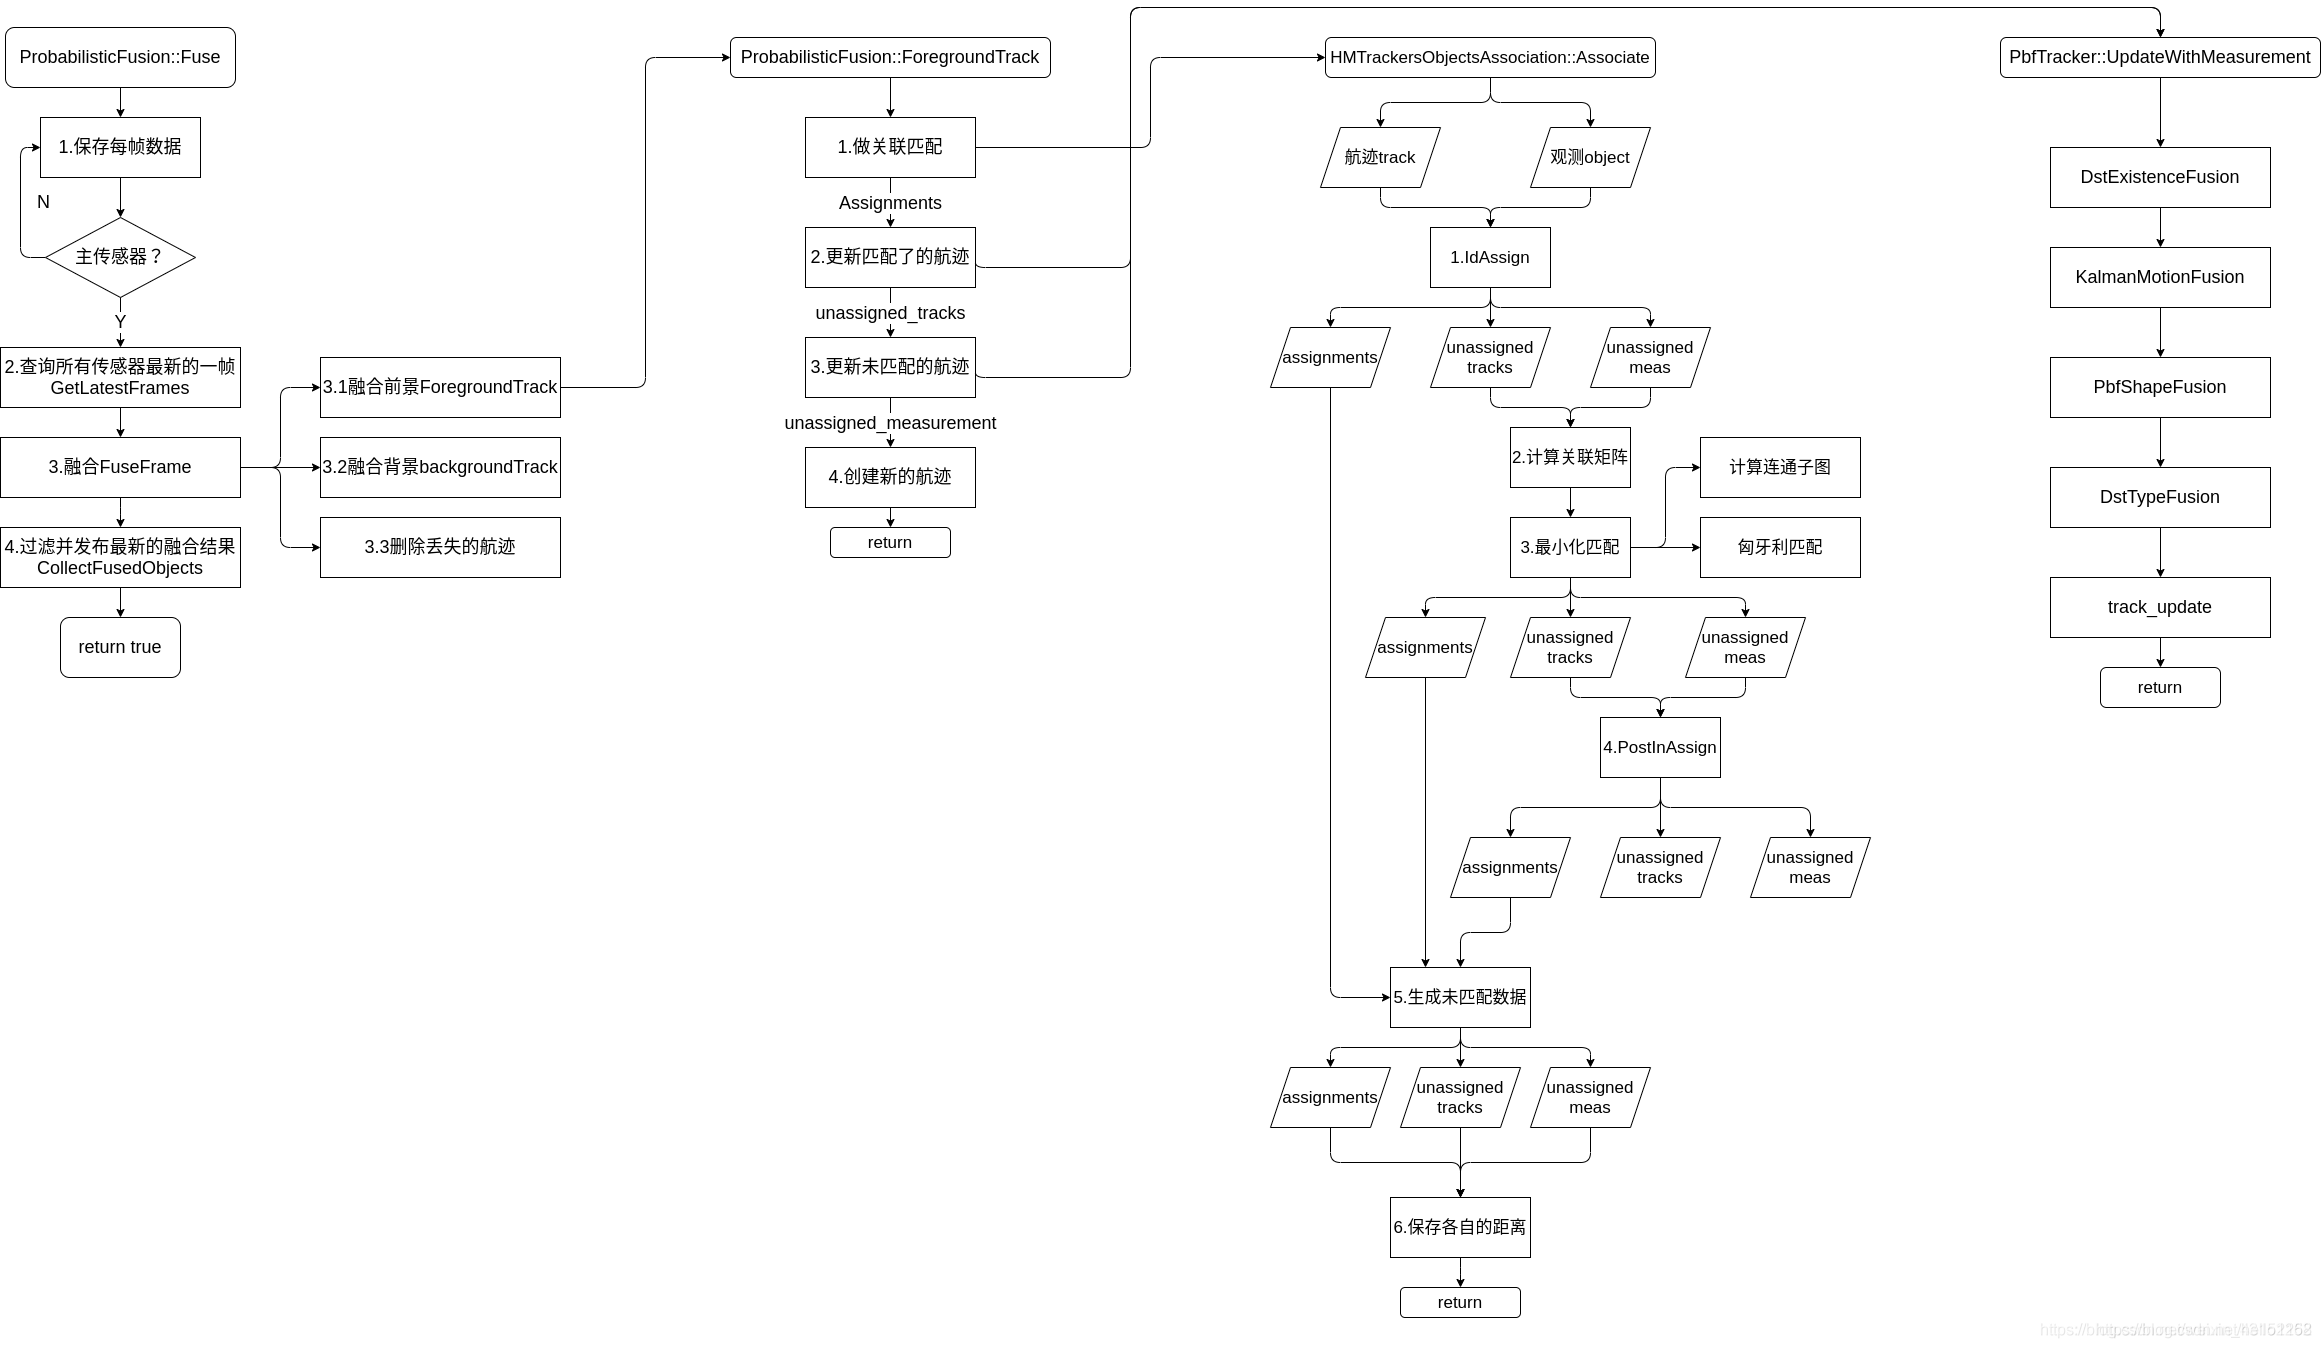 ProbabilisticFusion::Fuse
1.保存每帧数据
N
主传感器？
Y
2.查询所有传感器最新的一帧
GetLatestFrames
3.融合FuseFrame
4.过滤并发布最新的融合结果
CollectFusedObjects
return true
3.1融合前景ForegroundTrack
3.2融合背景backgroundTrack
3.3删除丢失的航迹
ProbabilisticFusion::ForegroundTrack
1.做关联匹配
Assignments
2.更新匹配了的航迹
unassigned_tracks
3.更新未匹配的航迹
unassigned_measurement
4.创建新的航迹
return
HMTrackersObjectsAssociation::Associate
航迹track
观测object
1.IdAssign
assignments
unassigned
tracks
unassigned
meas
2.计算关联矩阵
3.最小化匹配
计算连通子图
匈牙利匹配
assignments
unassigned
tracks
unassigned
meas
4.PostInAssign
assignments
unassigned
tracks
unassigned
meas
5.生成未匹配数据
assignments
unassigned
tracks
unassigned
meas
6.保存各自的距离
return
PbfTracker::UpdateWithMeasurement
DstExistenceFusion
KalmanMotionFusion
PbfShapeFusion
DstTypeFusion
track_update
return